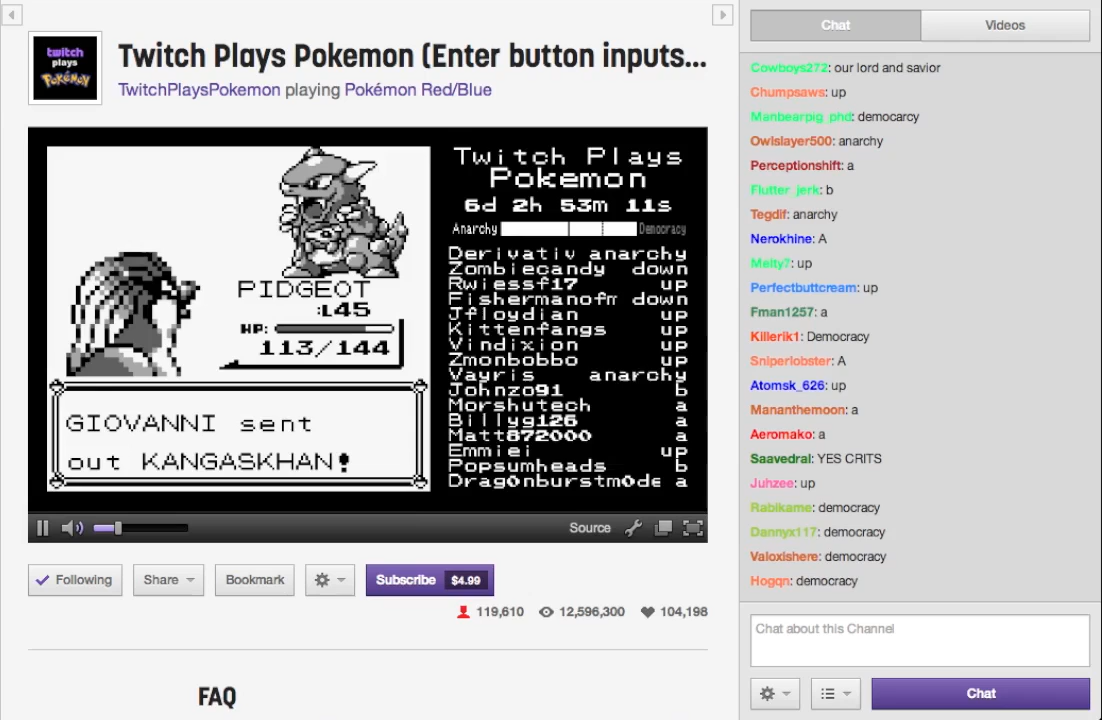 twitch
plays
POKéMON
Twitch Plays Pokemon (Enter button inputs...
TwitchPlaysPokemon playing Pokémon Red/Blue
PIDGEOT
:L45
HP:
113/144
GIOVANNI sent
out KANGASKHAN!
Twitch Plays
Pokemon
6d 2h 53m 11s
Anarchy Democracy
Derivativ anarchy
Zombiecandy down
Rwiessf17 up
Fishermanofm down
Jfloydian up
Kittenfangs up
Vindixion up
Zmonbobbo up
Vayris anarchy
Johnzo91 b
Morshutech a
Billyg126 a
Matt872000 a
Emmiei up
Popsumheads b
Drag0nburstm0de a
Source
Following
Share
Bookmark
Subscribe $4.99
119,610 12,596,300 104,198
FAQ
Chat Videos
Cowboys272: our lord and savior
Chumpsaws: up
Manbearpig_phd: democarcy
Owlslayer500: anarchy
Perceptionshift: a
Flutter_jerk: b
Tegdif: anarchy
Nerokhine: A
Melty7: up
Perfectbuttcream: up
Fman1257: a
Killerik1: Democracy
Sniperlobster: A
Atomsk_626: up
Mananthemoon: a
Aeromako: a
Saavedral: YES CRITS
Juhzee: up
Rabikame: democracy
Dannyx117: democracy
Valoxishere: democracy
Hogqn: democracy
Chat about this Channel
Chat